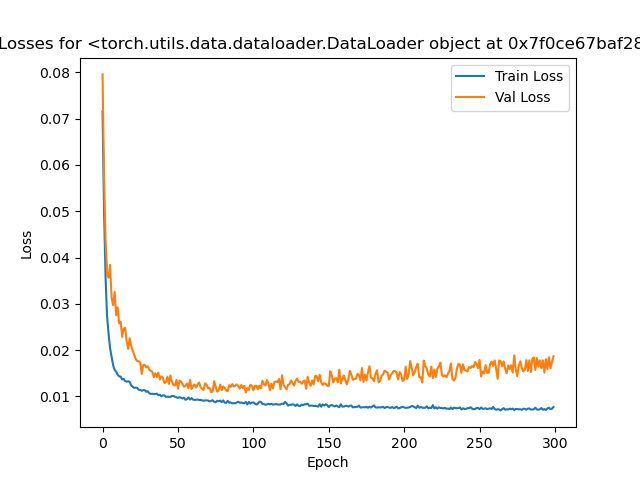 Losses for <torch.utils.data.dataloader.DataLoader object at 0x7f0ce67baf28
Train Loss
Val Loss
0.08
0.07
0.06
0.05
0.04
0.03
0.02
0.01
Loss
0 50 100 150 200 250 300
Epoch